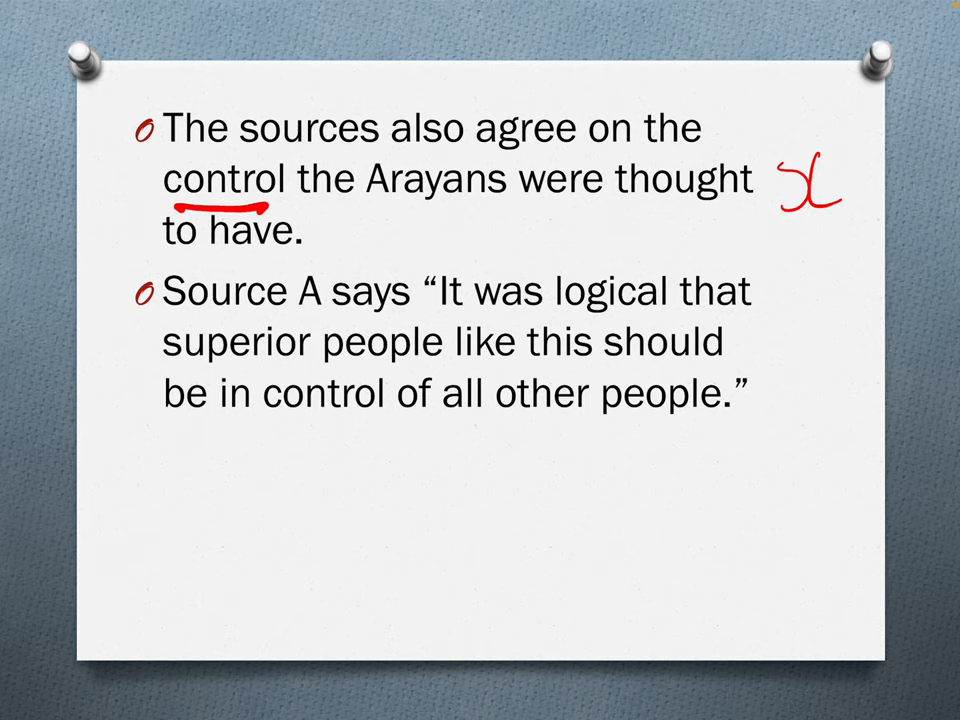 The sources also agree on the
control the Arayans were thought
to have.
x
Source A says “It was logical that
superior people like this should
be in control of all other people.”